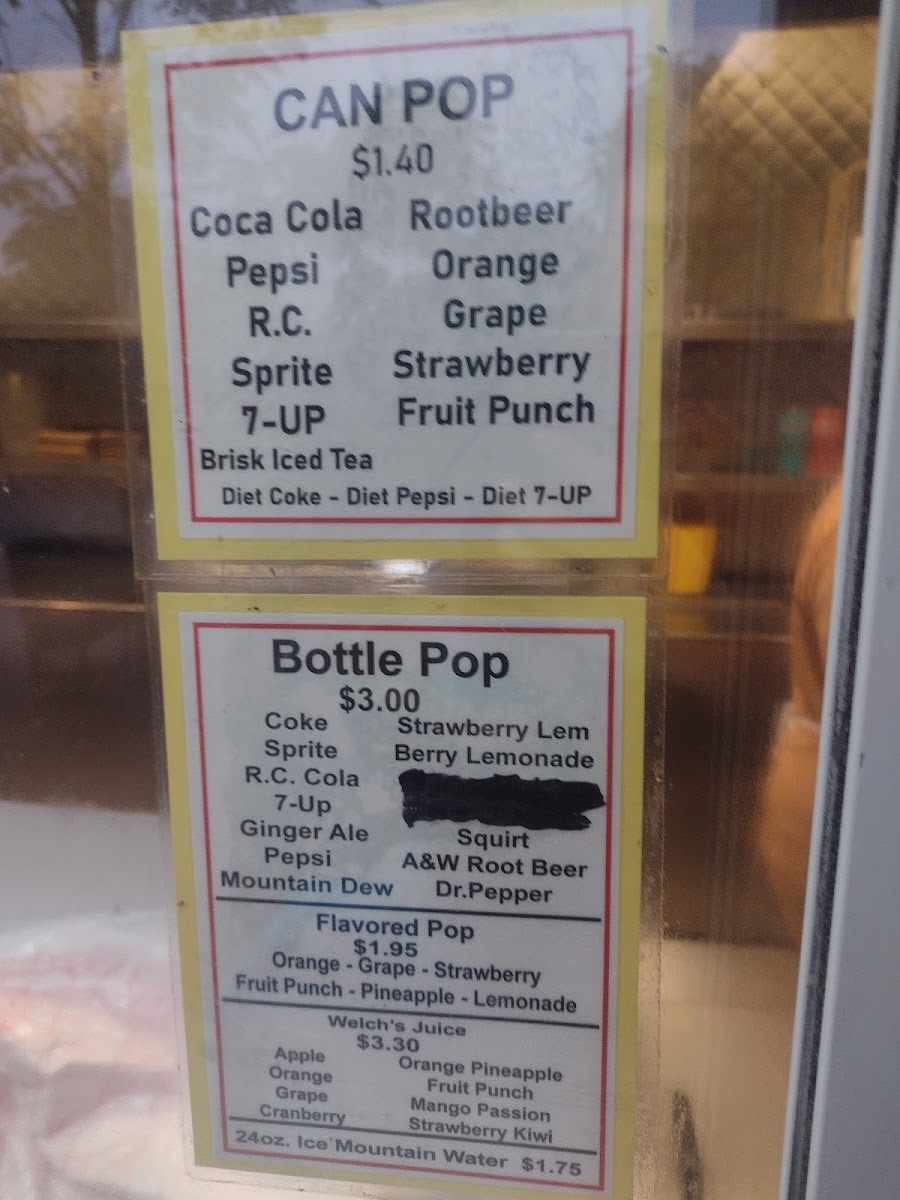 CAN POP
$1.40
Coca Cola Rootbeer
Pepsi Orange
R.C. Grape
Sprite Strawberry
7-UP Fruit Punch
Brisk Iced Tea
Diet Coke - Diet Pepsi - Diet 7-UP
Bottle Pop
$3.00
Coke Strawberry Lem
Sprite Berry Lemonade
R.C. Cola
7-Up
Ginger Ale Squirt
Pepsi A&W Root Beer
Mountain Dew Dr.Pepper
Flavored Pop
$1.95
Orange - Grape - Strawberry
Fruit Punch - Pineapple - Lemonade
Welch's Juice
$3.30
Apple Orange Pineapple
Orange Fruit Punch
Grape Mango Passion
Cranberry Strawberry Kiwi
24oz. Ice Mountain Water $1.75